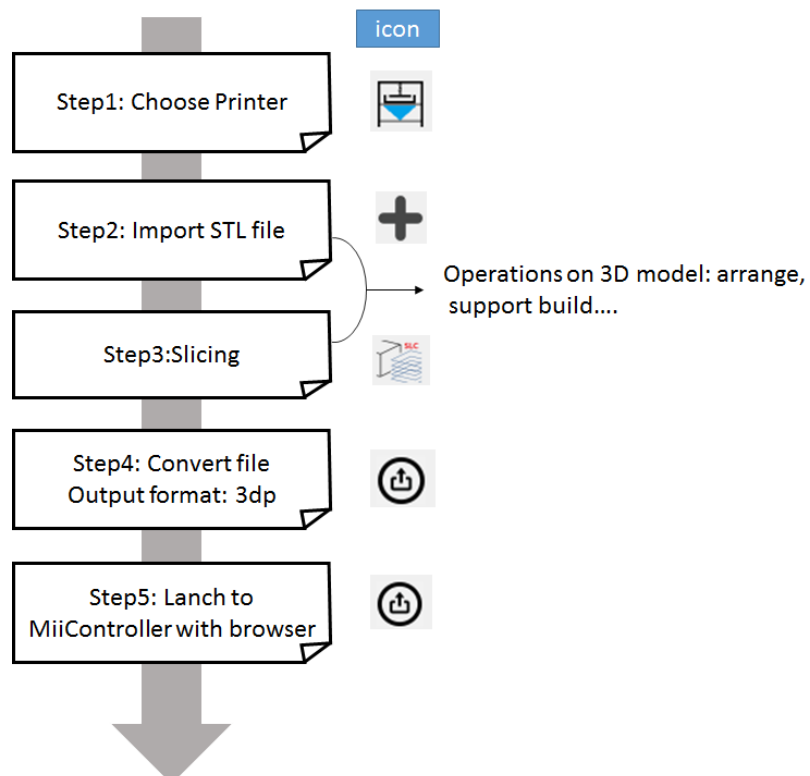 icon
Step1: Choose Printer
Step2: Import STL file
Operations on 3D model: arrange,
support build....
Step3:Slicing
SLC
Step4: Convert file
Output format: 3dp
Step5: Lanch to
MiiController with browser